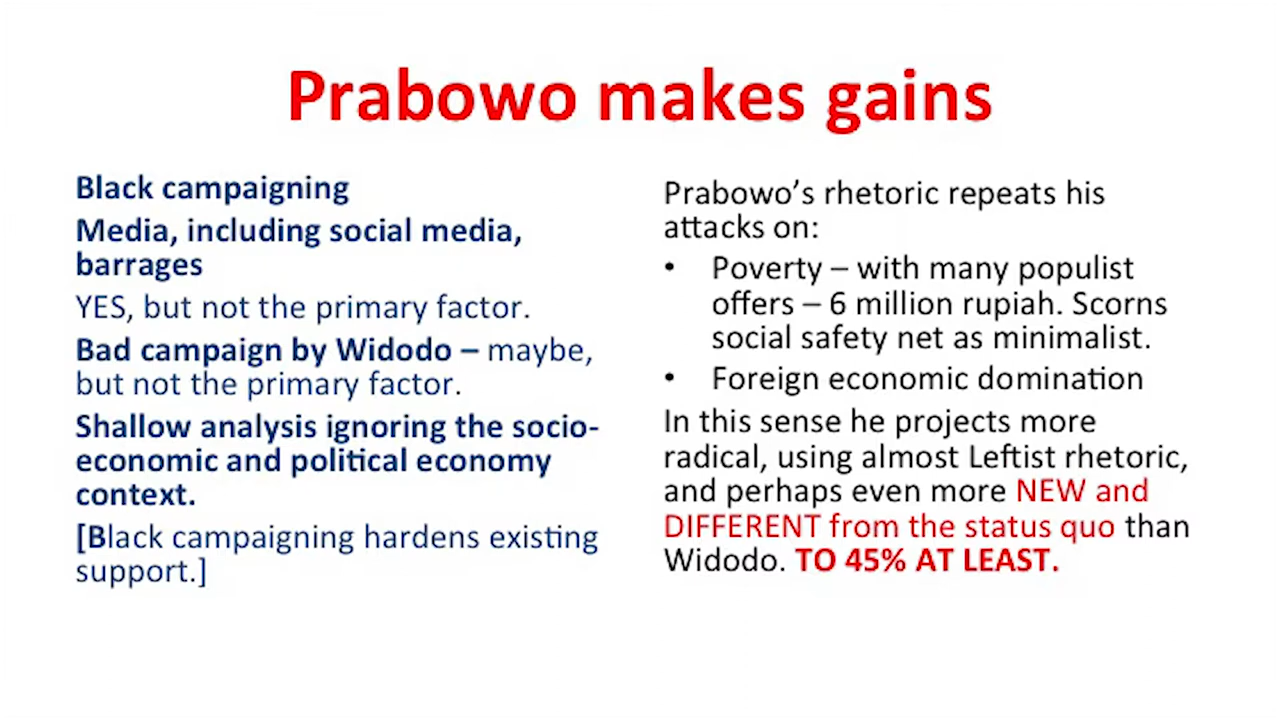 Prabowo makes gains
Black campaigning
Media, including social media,
barrages
YES, but not the primary factor.
Bad campaign by Widodo – maybe,
but not the primary factor.
Shallow analysis ignoring the socio-
economic and political economy
context.
[Black campaigning hardens existing
support.]
Prabowo’s rhetoric repeats his
attacks on:
• Poverty – with many populist
offers – 6 million rupiah. Scorns
social safety net as minimalist.
• Foreign economic domination
In this sense he projects more
radical, using almost Leftist rhetoric,
and perhaps even more NEW and
DIFFERENT from the status quo than
Widodo. TO 45% AT LEAST.